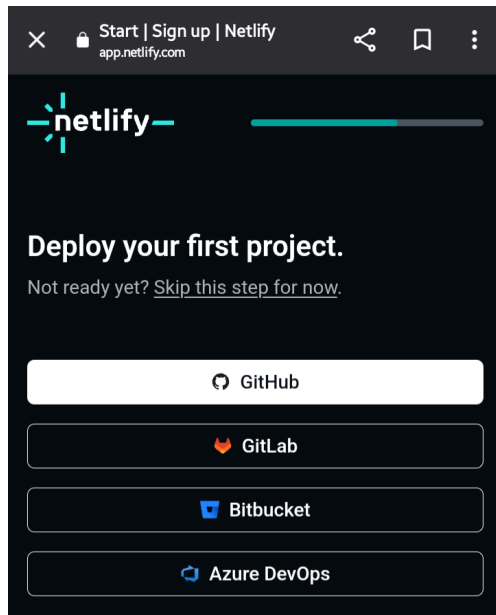 Start | Sign up | Netlify
app.netlify.com
netlify
Deploy your first project.
Not ready yet? Skip this step for now.
GitHub
GitLab
Bitbucket
Azure DevOps